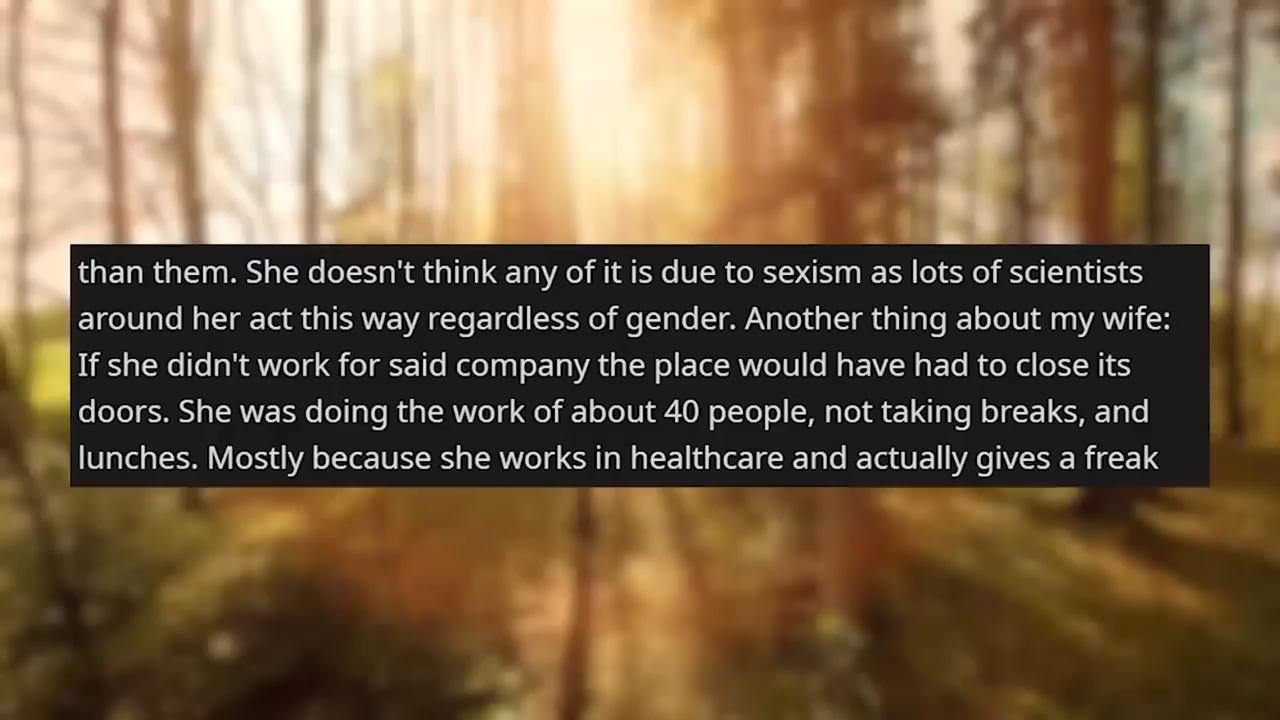 than them. She doesn't think any of it is due to sexism as lots of scientists
around her act this way regardless of gender. Another thing about my wife:
If she didn't work for said company the place would have had to close its
doors. She was doing the work of about 40 people, not taking breaks, and
lunches. Mostly because she works in healthcare and actually gives a freak